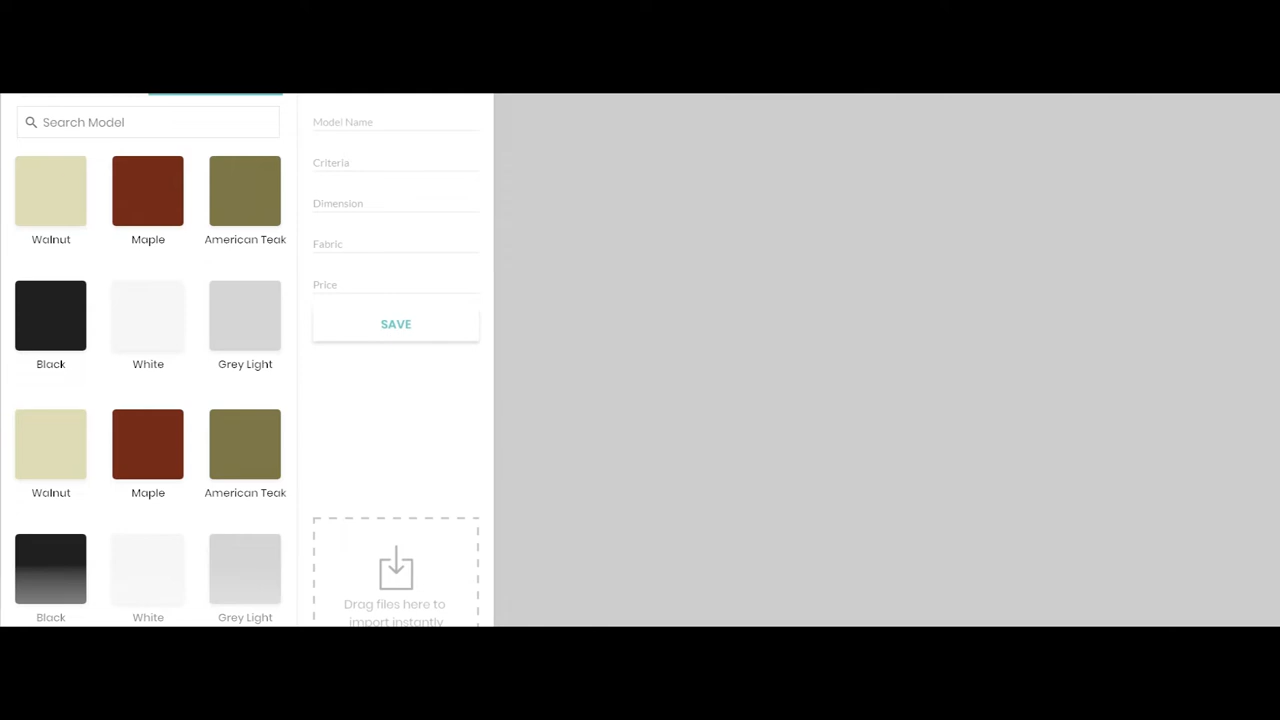 Search Model
Walnut Maple American Teak
Black White Grey Light
Walnut Maple American Teak
Black White Grey Light
Model Name
Criteria
Dimension
Fabric
Price
SAVE
Drag files here to
import instantly